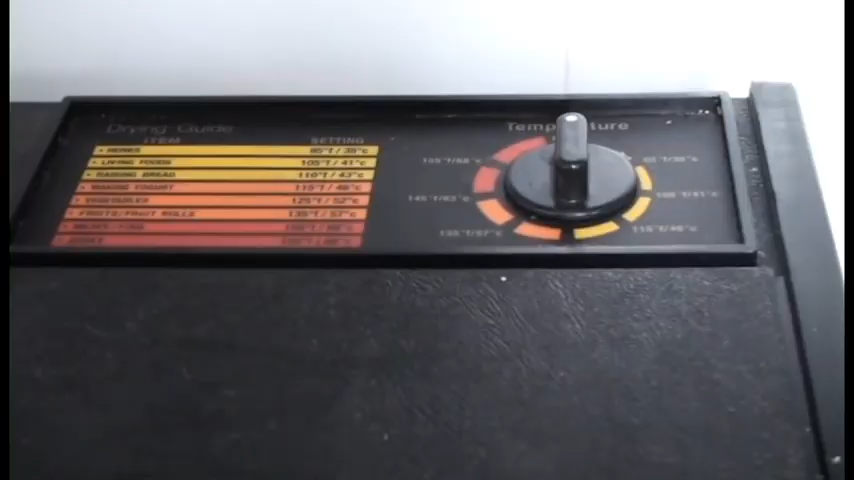 Drying Guide
ITEM SETTING
HERBS 95°F / 35°C
LIVING FOODS 105°F / 41°C
RAISING BREAD 110°F / 43°C
MAKING YOGURT 115°F / 46°C
VEGETABLES 125°F / 52°C
FRUITS/FRUIT ROLLS 135°F / 57°C
Temp ture
155°F/68°C
145°F/63°C
135°F/57°C
95°F/35°C
105°F/41°C
115°F/46°C